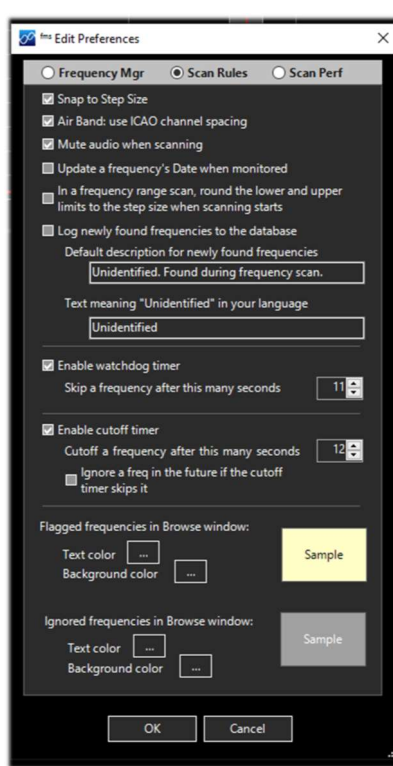 fms Edit Preferences
Frequency Mgr Scan Rules Scan Perf
Snap to Step Size
Air Band: use ICAO channel spacing
Mute audio when scanning
Update a frequency's Date when monitored
In a frequency range scan, round the lower and upper
limits to the step size when scanning starts
Log newly found frequencies to the database
Default description for newly found frequencies
Unidentified. Found during frequency scan.
Text meaning "Unidentified" in your language
Unidentified
Enable watchdog timer
Skip a frequency after this many seconds 11
Enable cutoff timer
Cutoff a frequency after this many seconds 12
Ignore a freq in the future if the cutoff
timer skips it
Flagged frequencies in Browse window:
Text color ... Sample
Background color ...
Ignored frequencies in Browse window:
Text color ... Sample
Background color ...
OK Cancel